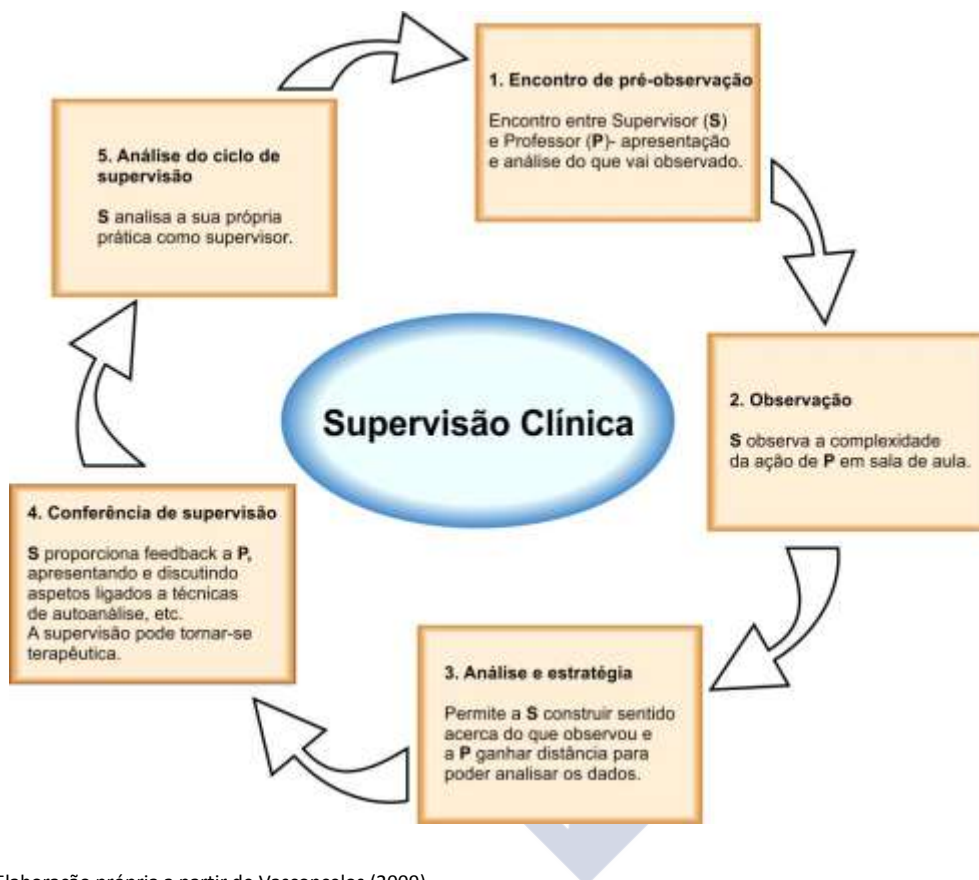 1. Encontro de pré-observação
Encontro entre Supervisor (S)
e Professor (P)- apresentação
e análise do que vai observado.
5. Análise do ciclo de
supervisão
S analisa a sua própria
prática como supervisor.
Supervisão Clínica
2. Observação
S observa a complexidade
da ação de P em sala de aula.
4. Conferência de supervisão
S proporciona feedback a P,
apresentando e discutindo
aspetos ligados a técnicas
de autoanálise, etc.
A supervisão pode tornar-se
terapêutica.
3. Análise e estratégia
Permite a S construir sentido
acerca do que observou e
a P ganhar distância para
poder analisar os dados.